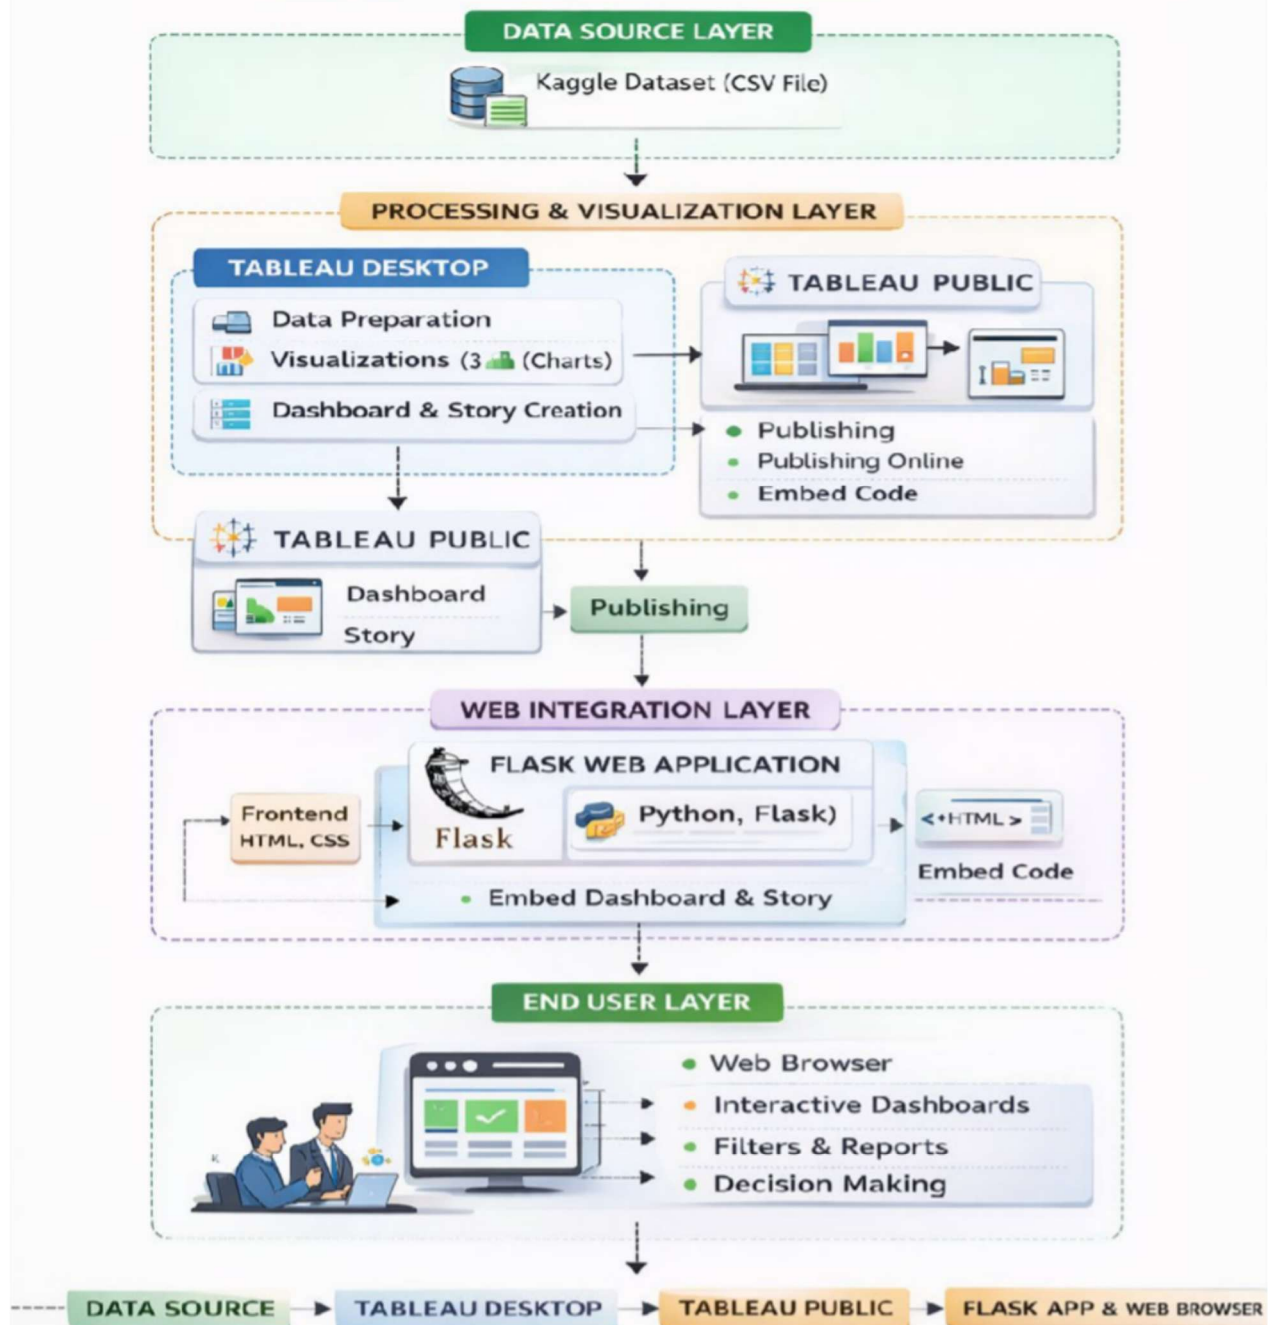 DATA SOURCE LAYER
Kaggle Dataset (CSV File)
PROCESSING & VISUALIZATION LAYER
TABLEAU DESKTOP
Data Preparation
Visualizations (3 (Charts)
Dashboard & Story Creation
TABLEAU PUBLIC
Publishing
Publishing Online
Embed Code
TABLEAU PUBLIC
Dashboard
Story
Publishing
WEB INTEGRATION LAYER
Frontend
HTML, CSS
FLASK WEB APPLICATION
Flask
Python, Flask)
Embed Dashboard & Story
<+HTML>
Embed Code
END USER LAYER
Web Browser
Interactive Dashboards
Filters & Reports
Decision Making
DATA SOURCE
TABLEAU DESKTOP
TABLEAU PUBLIC
FLASK APP & WEB BROWSER